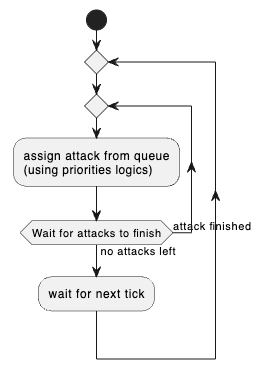 assign attack from queue
(using priorities logics)
Wait for attacks to finish
attack finished
no attacks left
wait for next tick